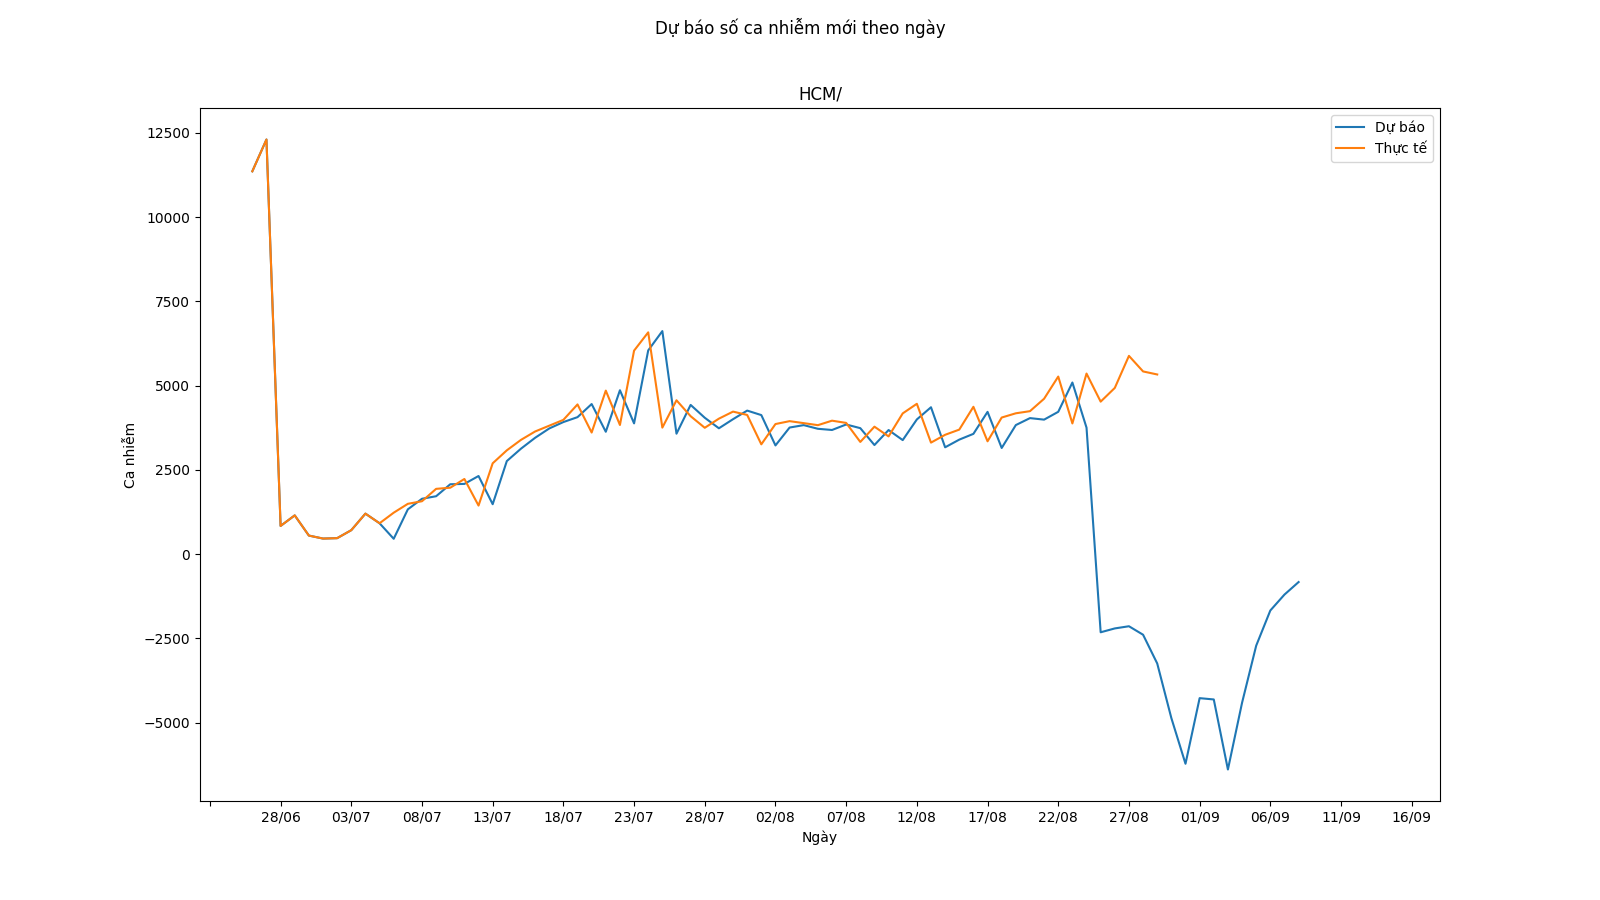 Dự báo số ca nhiễm mới theo ngày
HCM/
Dự báo
Thực tế
12500
10000
7500
5000
2500
0
−2500
−5000
Ca nhiễm
28/06 03/07 08/07 13/07 18/07 23/07 28/07 02/08 07/08 12/08 17/08 22/08 27/08 01/09 06/09 11/09 16/09
Ngày